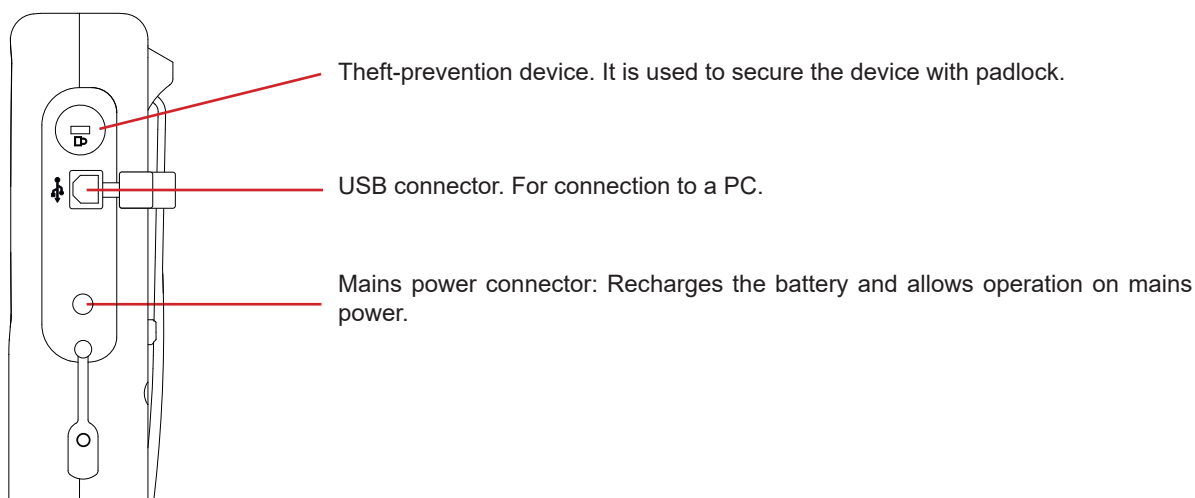 Theft-prevention device. It is used to secure the device with padlock.
USB connector. For connection to a PC.
Mains power connector: Recharges the battery and allows operation on mains
power.